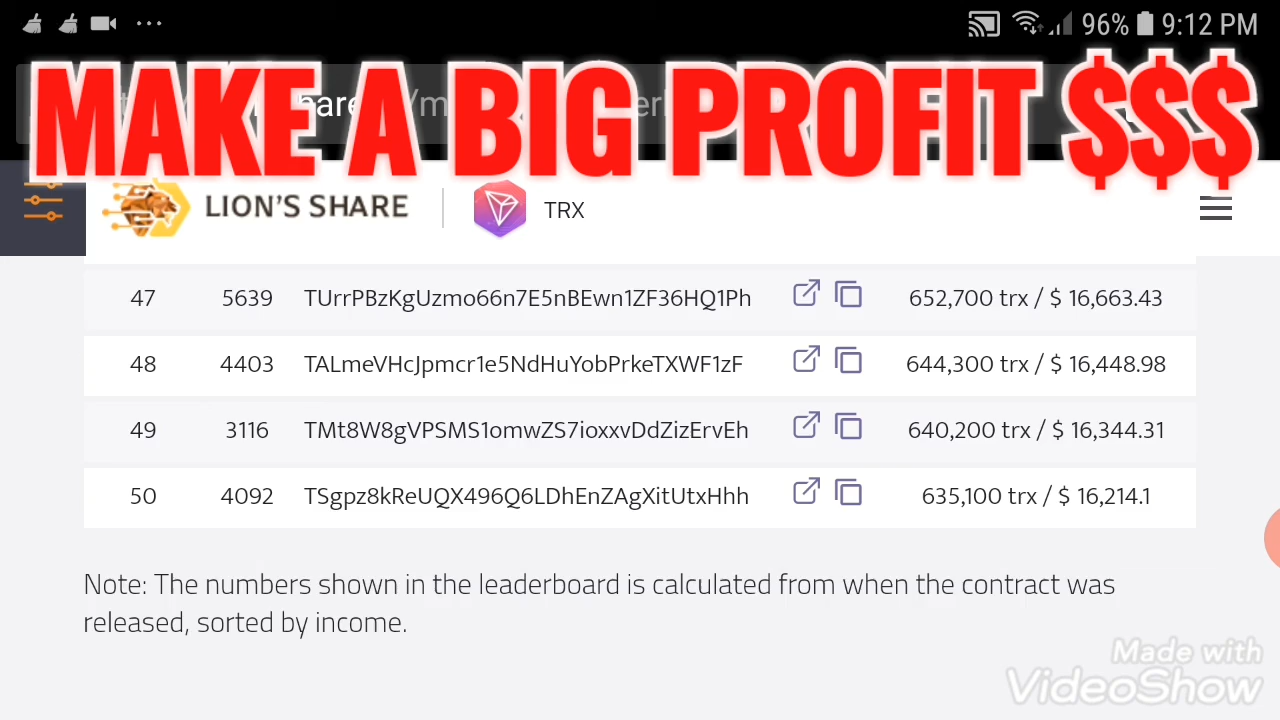 96% 9:12 PM
MAKE A BIG PROFIT $$$
LION'S SHARE TRX
47 5639 TUrrPBzKgUzmo66n7E5nBEwn1ZF36HQ1Ph 652,700 trx / $ 16,663.43
48 4403 TALmeVHcJpmcr1e5NdHuYobPrkeTXWF1zF 644,300 trx / $ 16,448.98
49 3116 TMt8W8gVPSMS1omwZS7ioxxvDdZizErvEh 640,200 trx / $ 16,344.31
50 4092 TSgpz8kReUQX496Q6LDhEnZAgXitUtxHhh 635,100 trx / $ 16,214.1
Note: The numbers shown in the leaderboard is calculated from when the contract was
released, sorted by income.
Made with
VideoShow